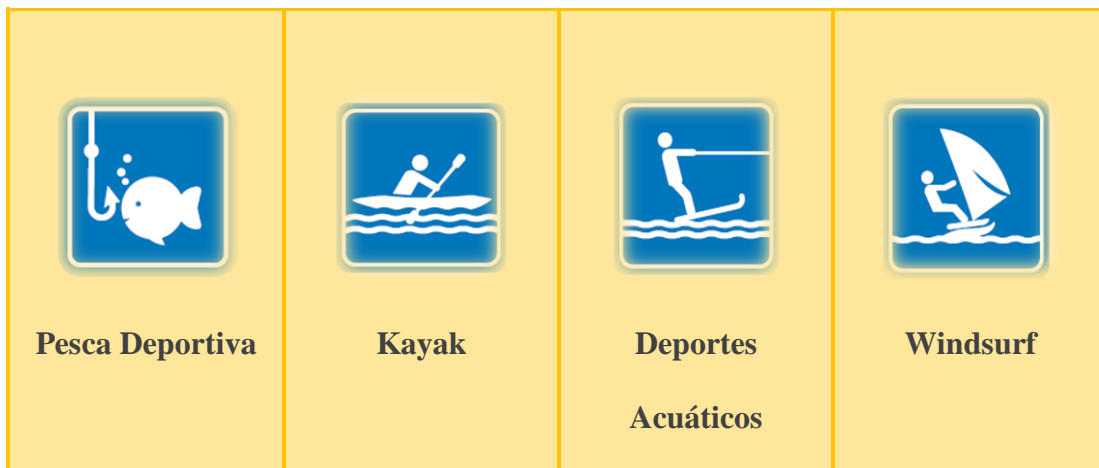 Pesca Deportiva
Kayak
Deportes
Acuáticos
Windsurf